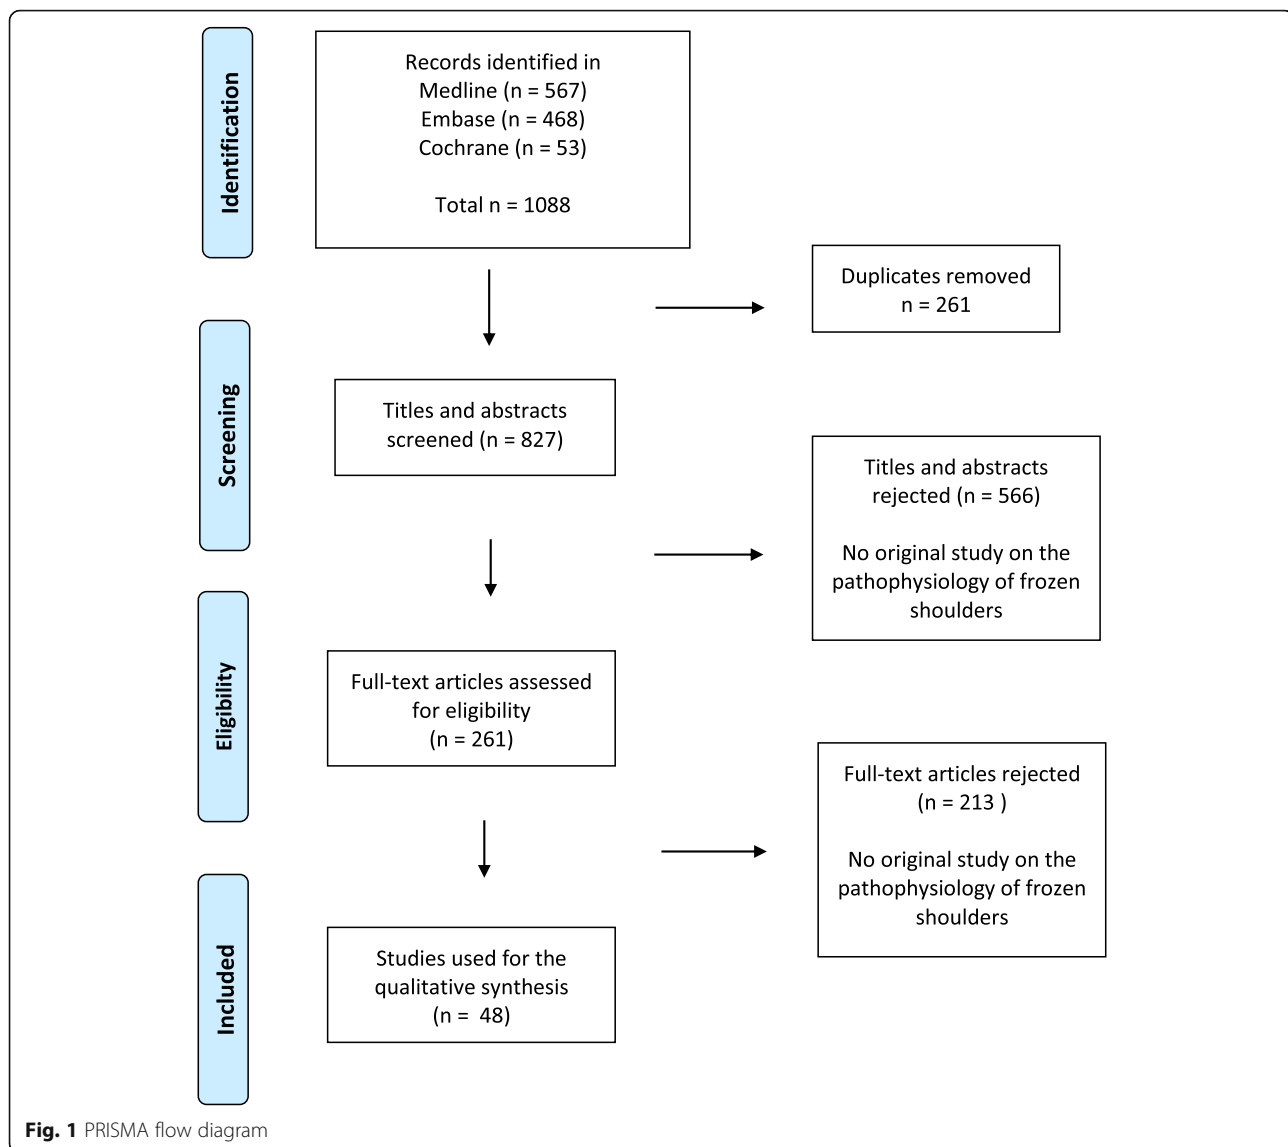 Identification
Records identified in
Medline (n = 567)
Embase (n = 468)
Cochrane (n = 53)
Total n = 1088
Duplicates removed
n = 261
Screening
Titles and abstracts
screened (n = 827)
Titles and abstracts
rejected (n = 566)
No original study on the
pathophysiology of frozen
shoulders
Eligibility
Full-text articles assessed
for eligibility
(n = 261)
Full-text articles rejected
(n = 213 )
No original study on the
pathophysiology of frozen
shoulders
Included
Studies used for the
qualitative synthesis
(n =  48)
Fig. 1 PRISMA flow diagram